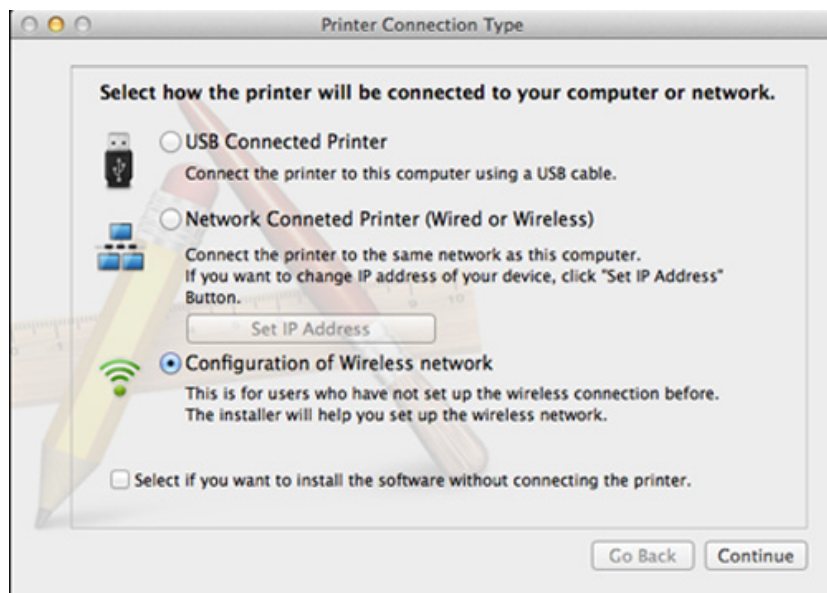 Printer Connection Type
Select how the printer will be connected to your computer or network.
USB Connected Printer
Connect the printer to this computer using a USB cable.
Network Conneted Printer (Wired or Wireless)
Connect the printer to the same network as this computer.
If you want to change IP address of your device, click "Set IP Address"
Button.
Set IP Address
Configuration of Wireless network
This is for users who have not set up the wireless connection before.
The installer will help you set up the wireless network.
Select if you want to install the software without connecting the printer.
Go Back
Continue